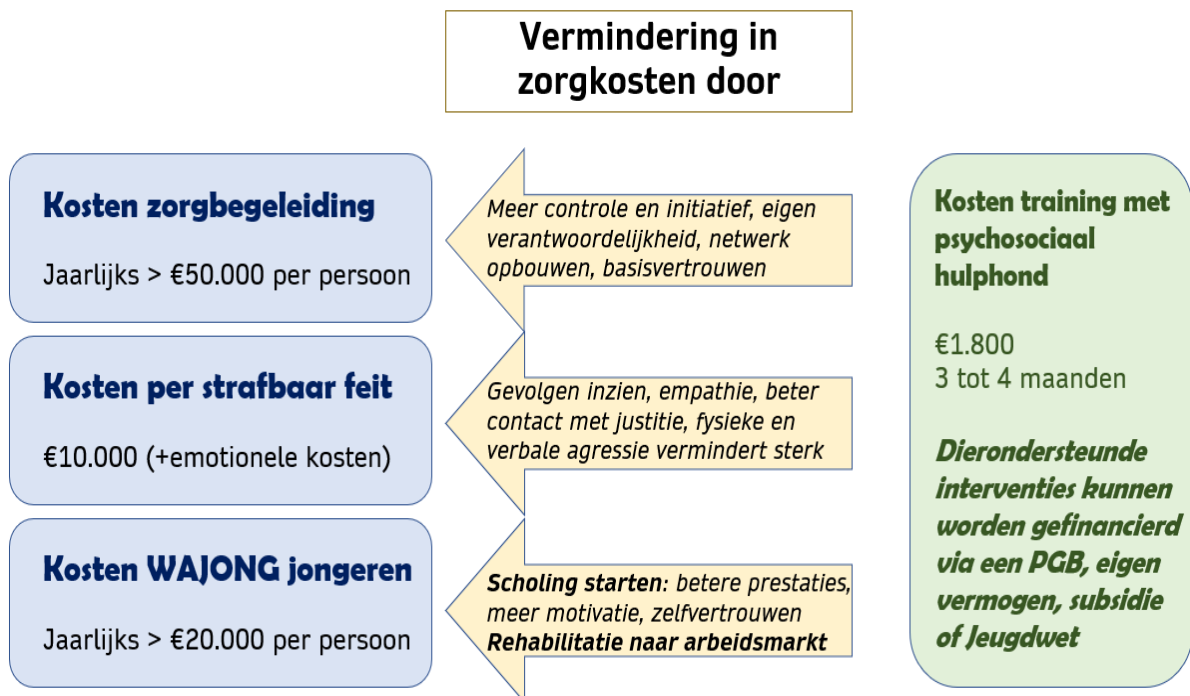 Vermindering in
zorgkosten door
Kosten zorgbegeleiding
Jaarlijks > €50.000 per persoon
Meer controle en initiatief, eigen
verantwoordelijkheid, netwerk
opbouwen, basisvertrouwen
Kosten per strafbaar feit
€10.000 (+emotionele kosten)
Gevolgen inzien, empathie, beter
contact met justitie, fysieke en
verbale agressie vermindert sterk
Kosten WAJONG jongeren
Jaarlijks > €20.000 per persoon
Scholing starten: betere prestaties,
meer motivatie, zelfvertrouwen
Rehabilitatie naar arbeidsmarkt
Kosten training met
psychosociaal
hulphond
€1.800
3 tot 4 maanden
Dierondersteunde
interventies kunnen
worden gefinancierd
via een PGB, eigen
vermogen, subsidie
of Jeugdwet